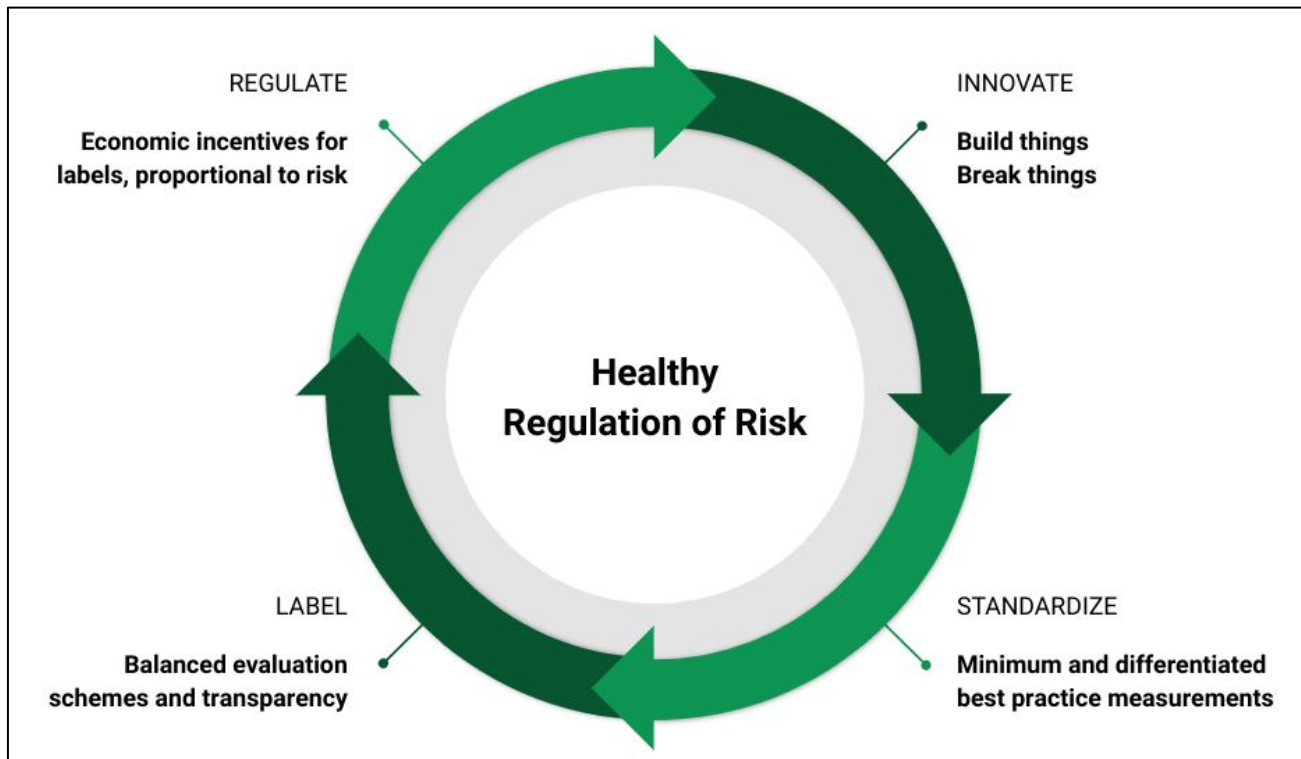 REGULATE
Economic incentives for
labels, proportional to risk
INNOVATE
Build things
Break things
Healthy
Regulation of Risk
LABEL
Balanced evaluation
schemes and transparency
STANDARDIZE
Minimum and differentiated
best practice measurements